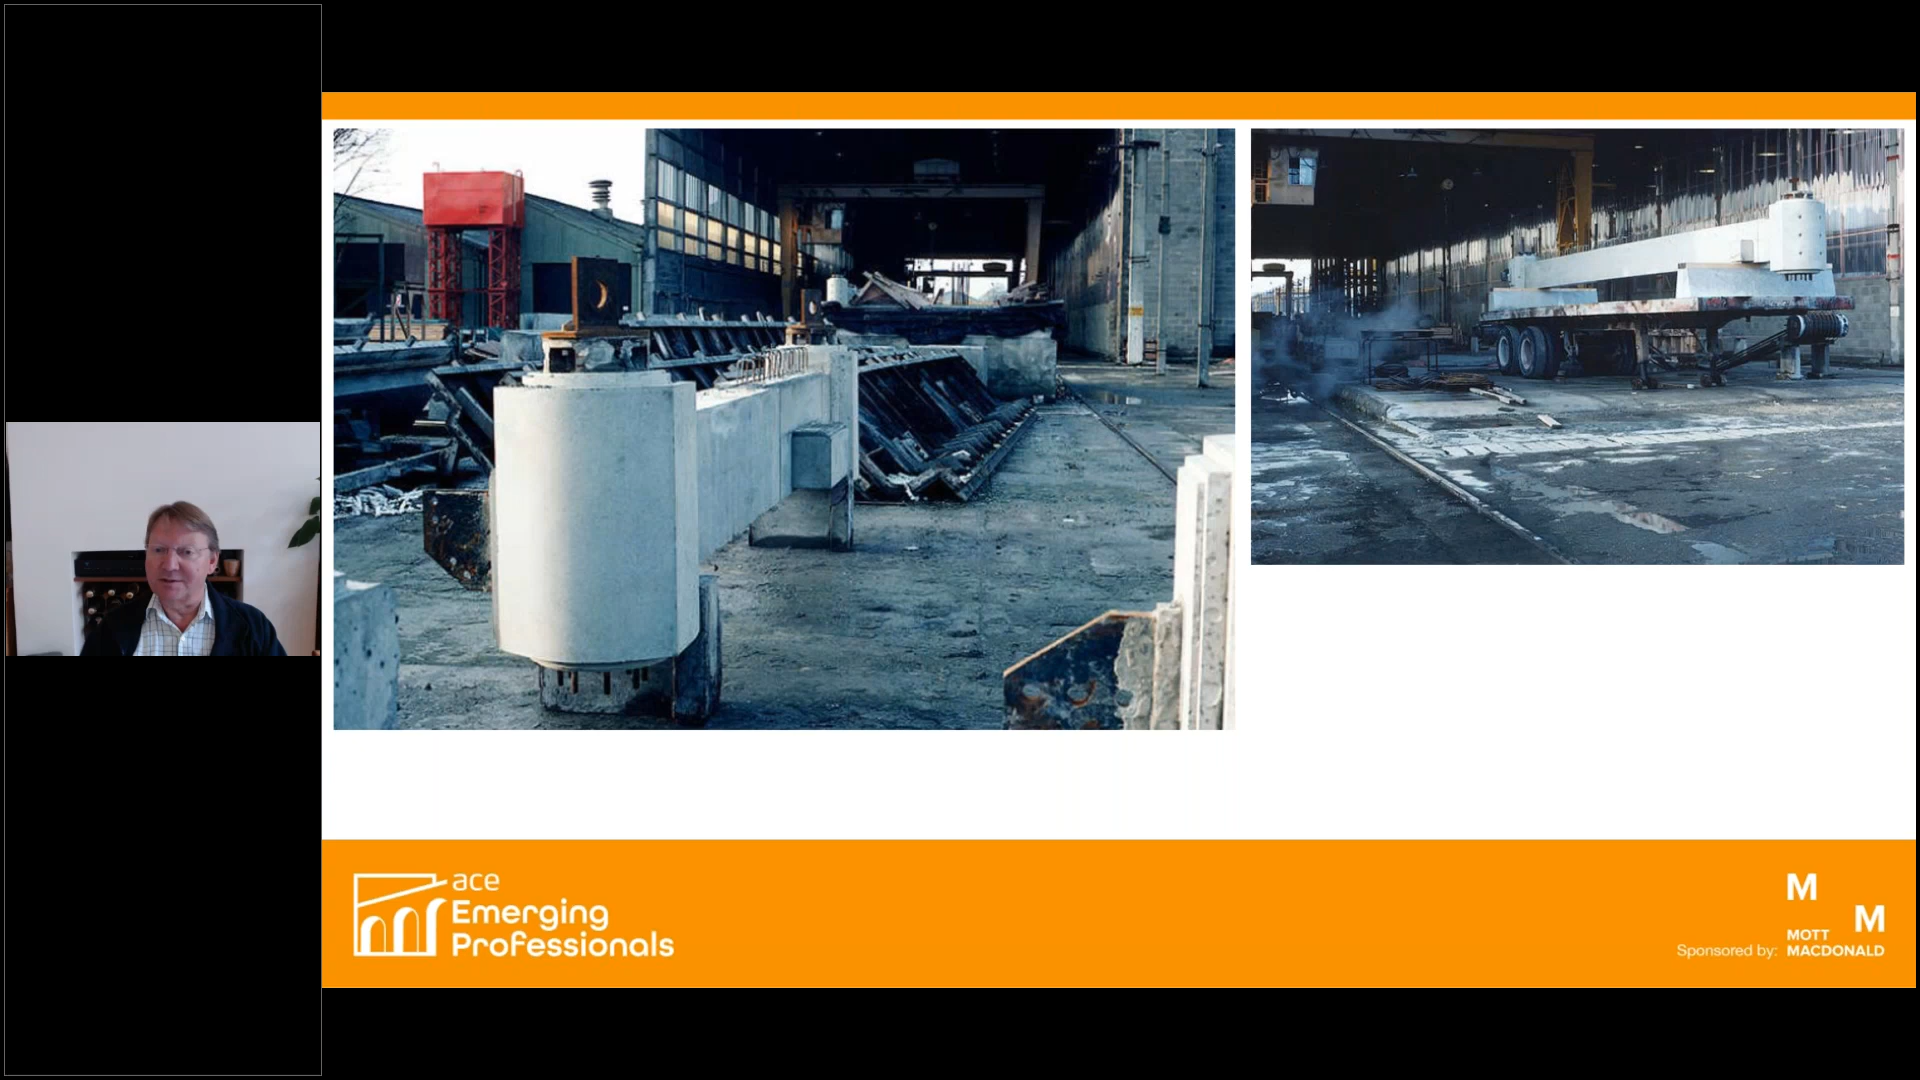 ace
Emerging
Professionals
M
M
Sponsored by: MOTT
MACDONALD